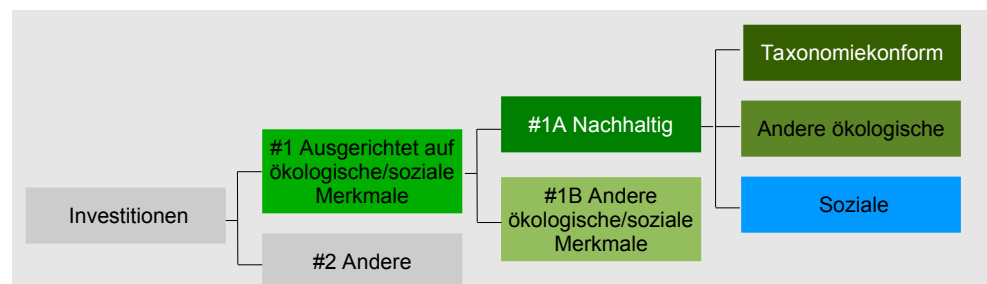 Investitionen
#1 Ausgerichtet auf
ökologische/soziale
Merkmale
#2 Andere
#1A Nachhaltig
#1B Andere
ökologische/soziale
Merkmale
Taxonomiekonform
Andere ökologische
Soziale